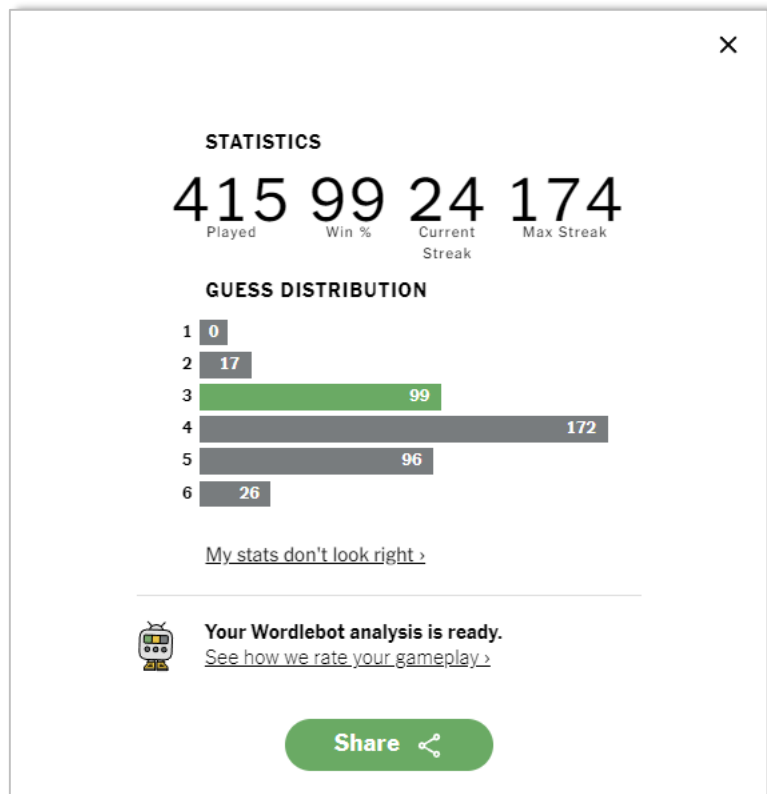 STATISTICS
415 99 24 174
Played Win % Current Streak Max Streak
GUESS DISTRIBUTION
1 0
2 17
3 99
4 172
5 96
6 26
My stats don't look right ›
Your Wordlebot analysis is ready.
See how we rate your gameplay ›
Share